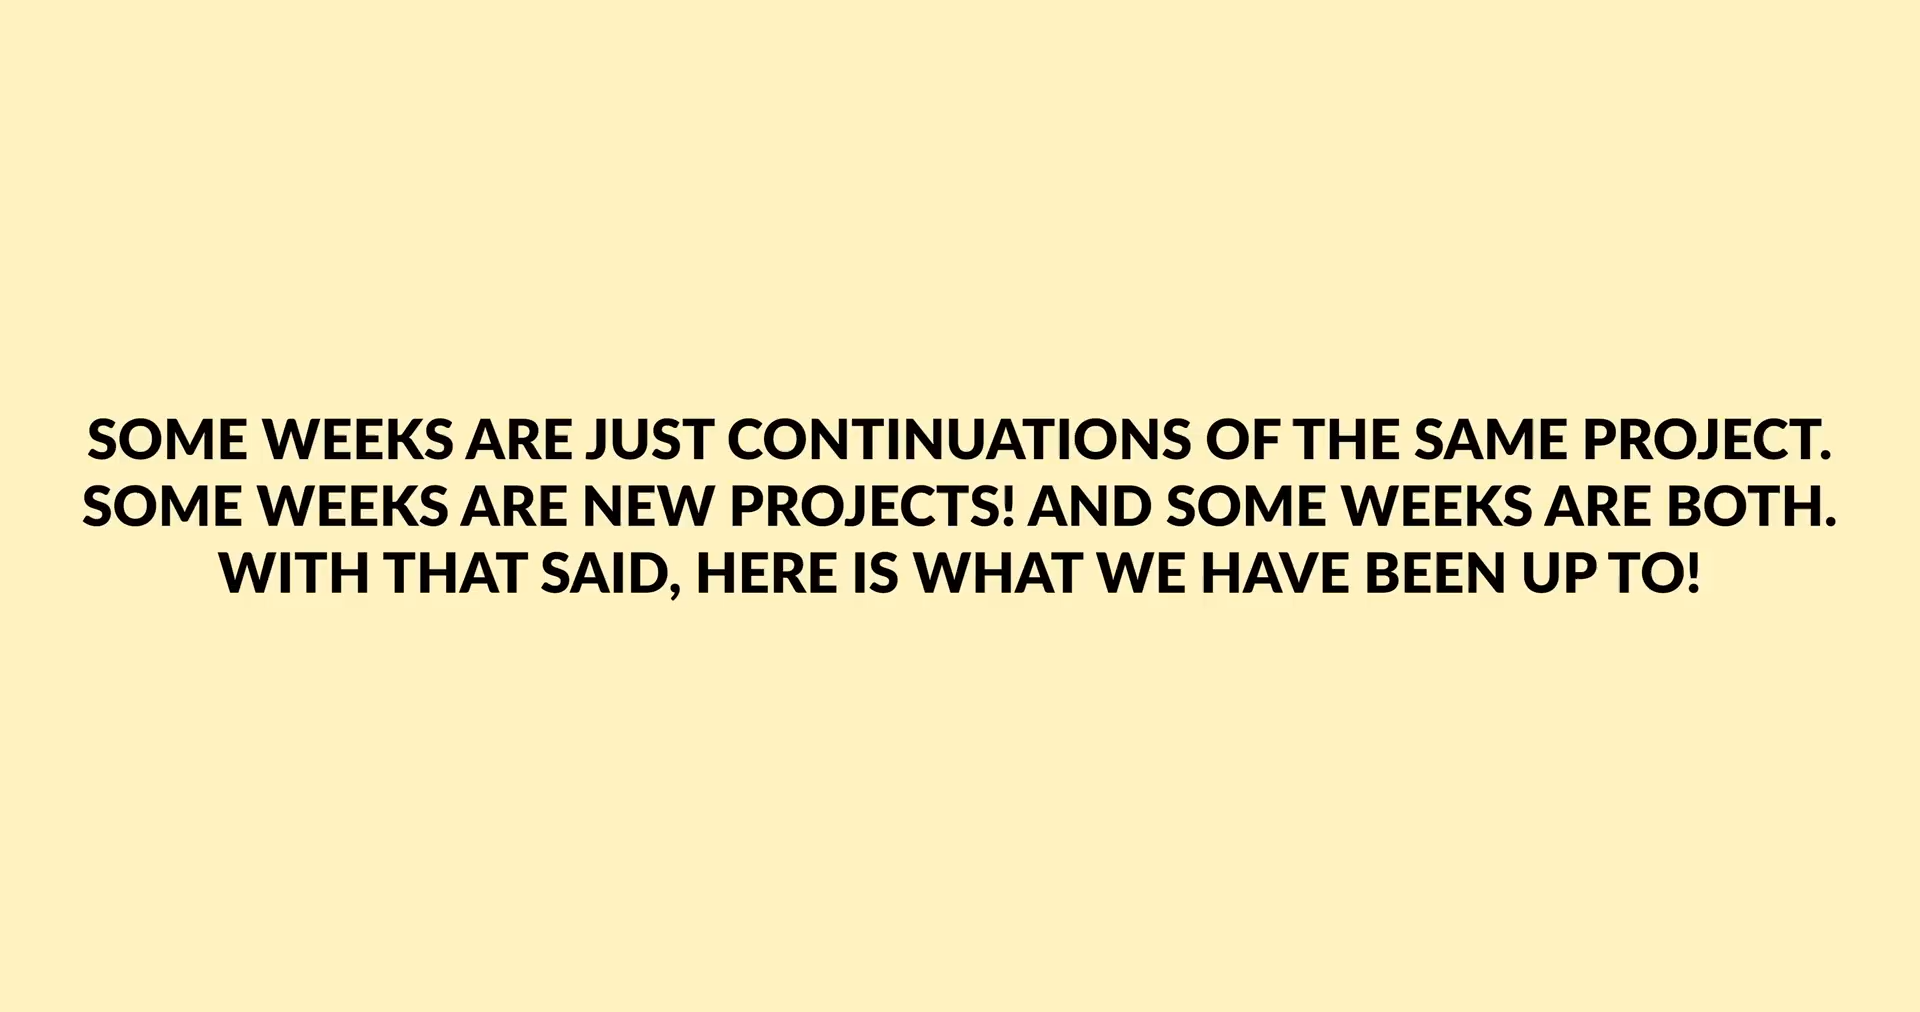 SOME WEEKS ARE JUST CONTINUATIONS OF THE SAME PROJECT.
SOME WEEKS ARE NEW PROJECTS! AND SOME WEEKS ARE BOTH.
WITH THAT SAID, HERE IS WHAT WE HAVE BEEN UP TO!